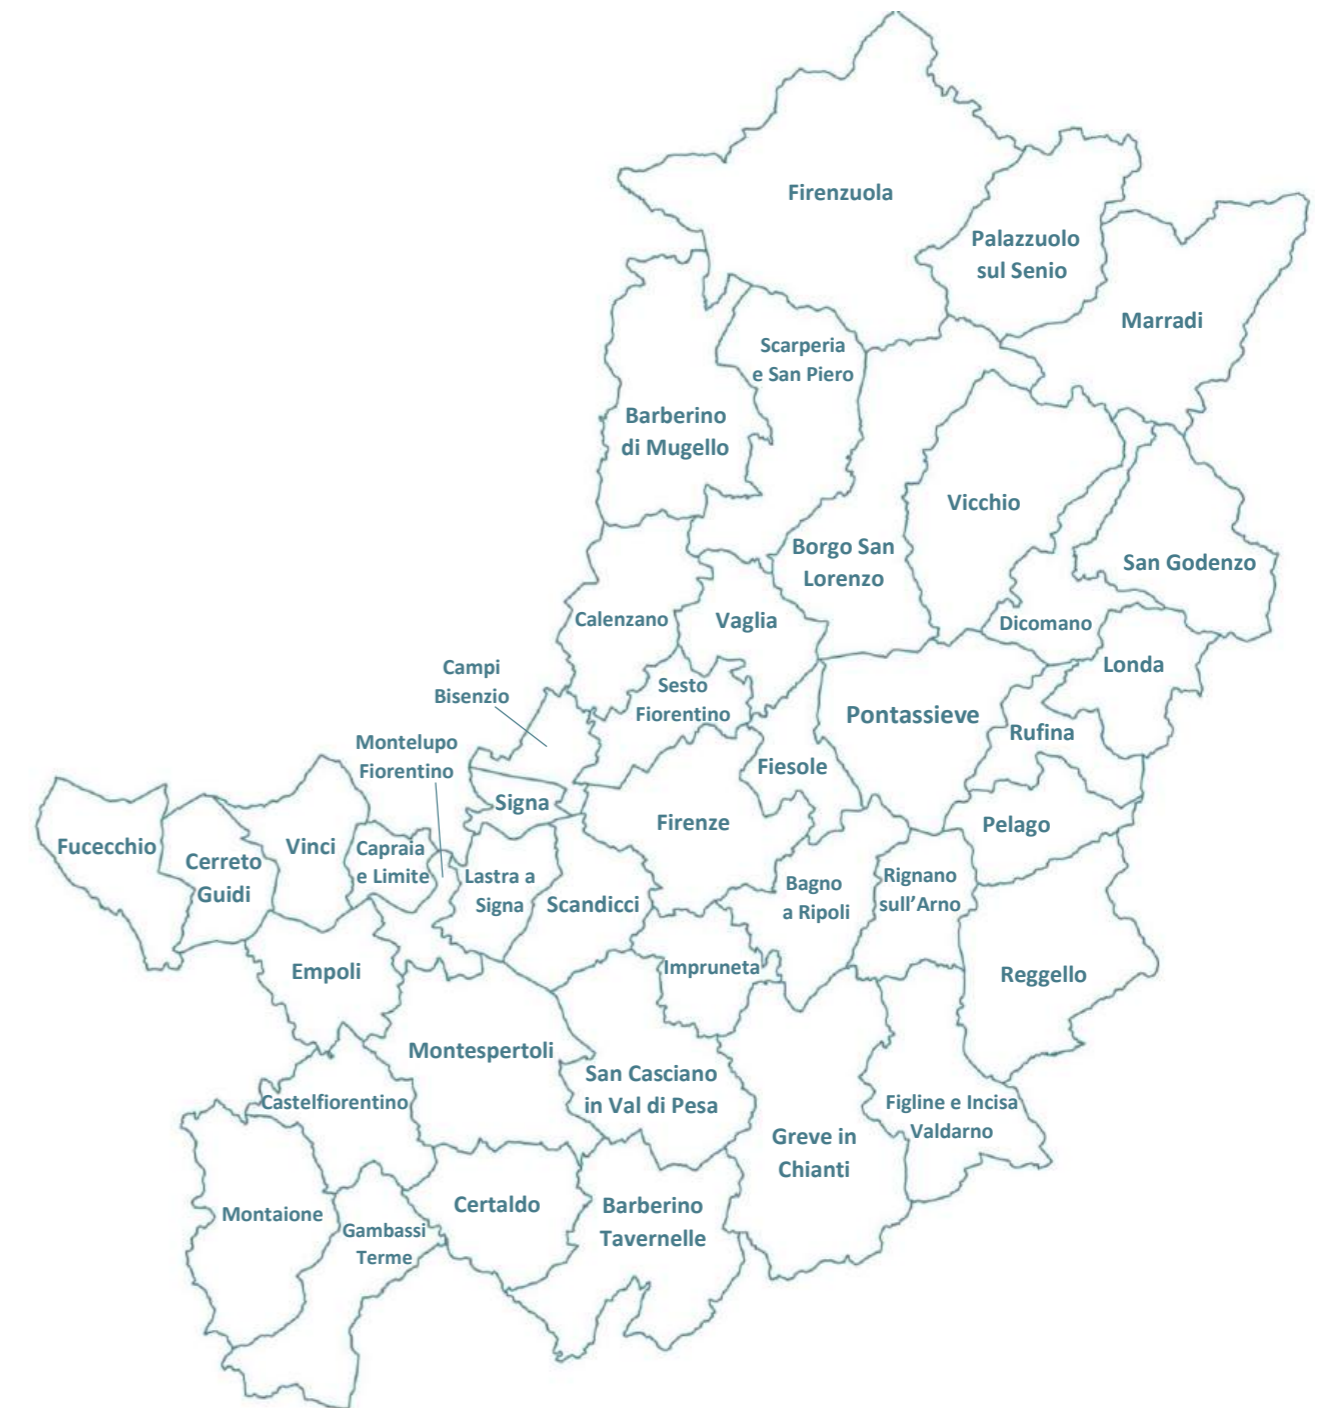 Firenzuola
Palazzuolo
sul Senio
Marradi
Scarperia
e San Piero
Barberino
di Mugello
Vicchio
Borgo San
Lorenzo
San Godenzo
Calenzano
Vaglia
Dicomano
Londa
Campi
Bisenzio
Sesto
Fiorentino
Pontassieve
Rufina
Montelupo
Fiorentino
Fiesole
Signa
Firenze
Pelago
Fucecchio
Cerreto
Guidi
Vinci
Capraia
e Limite
Lastra a
Signa
Scandicci
Bagno
a Ripoli
Rignano
sull’Arno
Empoli
Impruneta
Reggello
Montespertoli
San Casciano
in Val di Pesa
Castelfiorentino
Figline e Incisa
Valdarno
Greve in
Chianti
Montaione
Gambassi
Terme
Certaldo
Barberino
Tavernelle